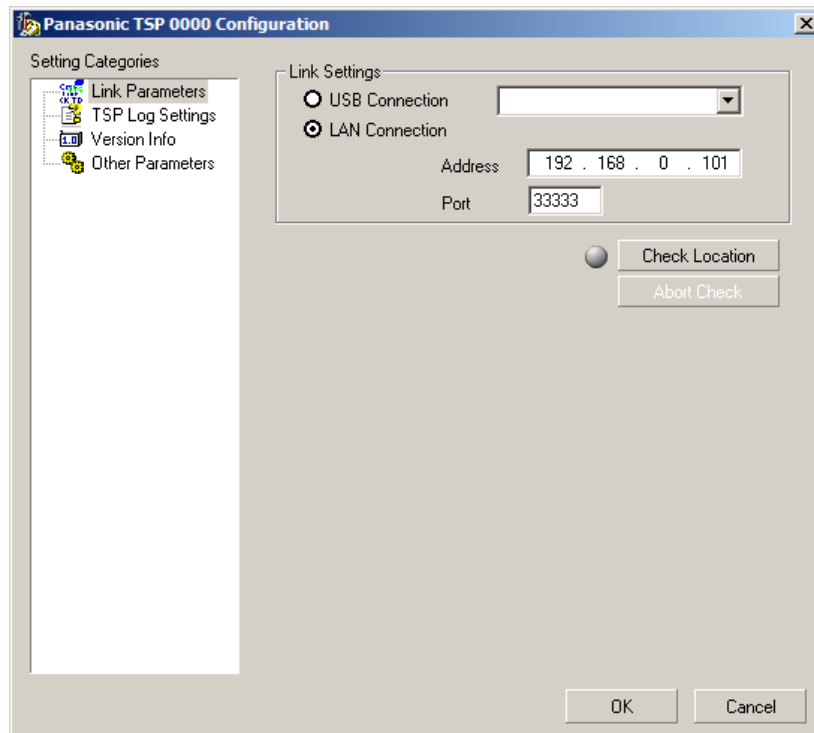 Panasonic TSP 0000 Configuration
Setting Categories
Link Parameters
TSP Log Settings
Version Info
Other Parameters
Link Settings
USB Connection
LAN Connection
Address 192 . 168 . 0 . 101
Port 33333
Check Location
Abort Check
OK Cancel